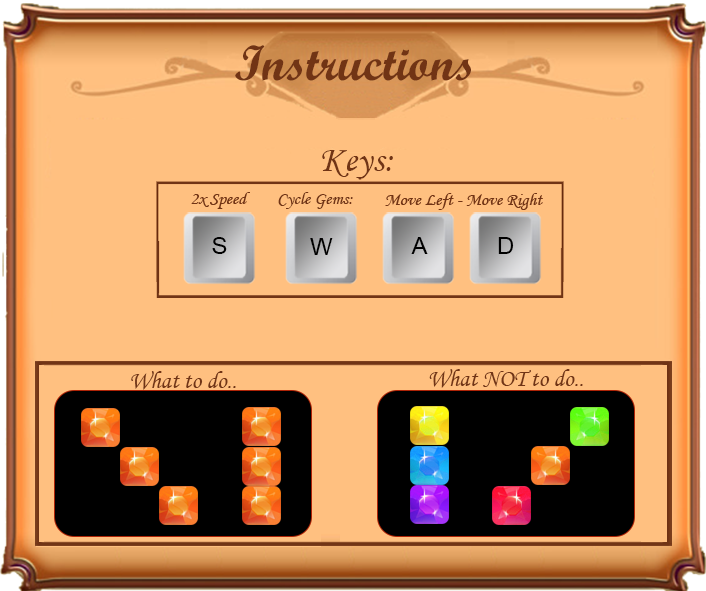 Instructions
Keys:
2x Speed Cycle Gems: Move Left - Move Right
S W A D
What to do.. What NOT to do..